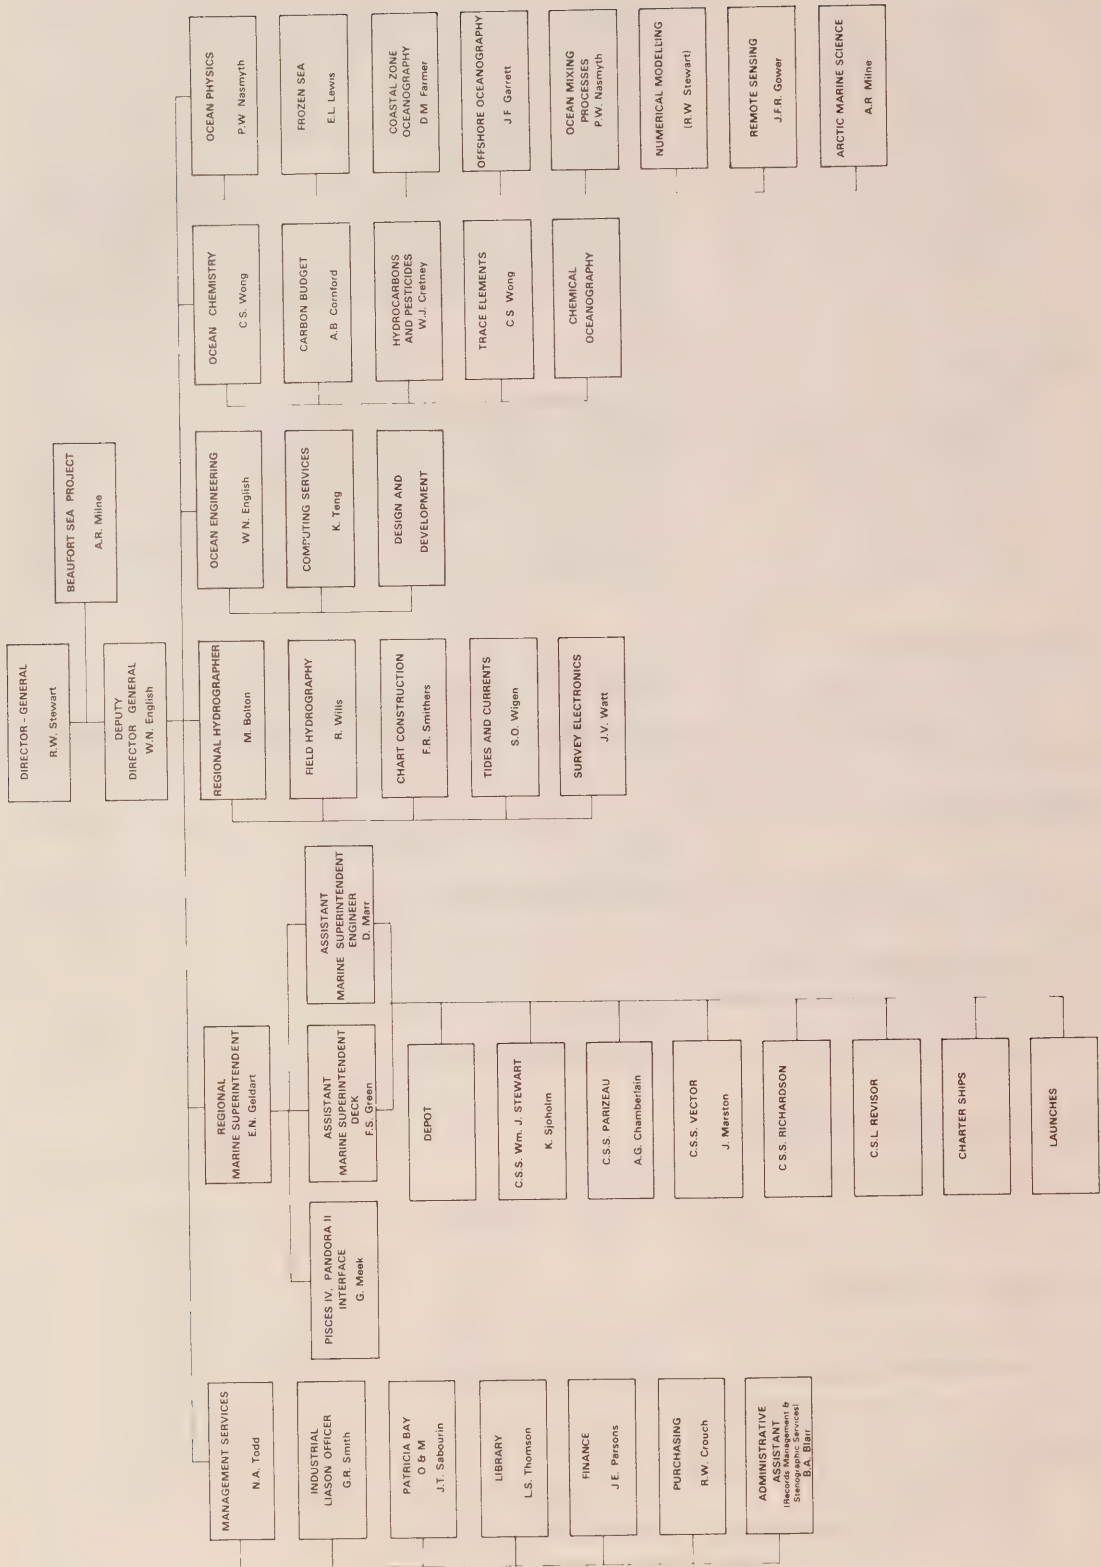 DIRECTOR - GENERAL
R.W. Stewart
BEAUFORT SEA PROJECT
A.R. Milne
DEPUTY
DIRECTOR GENERAL
W.N. English
MANAGEMENT SERVICES
N.A. Todd
INDUSTRIAL
LIASON OFFICER
G.R. Smith
PATRICIA BAY
O & M
J.T. Sabourin
LIBRARY
L.S. Thomson
FINANCE
J E. Parsons
PURCHASING
R.W. Crouch
ADMINISTRATIVE
ASSISTANT
(Records Management &
Stenographic Services)
B.A. Blair
REGIONAL
MARINE SUPERINTENDENT
E.N. Geldart
PISCES IV. PANDORA II
INTERFACE
G. Meek
ASSISTANT
MARINE SUPERINTENDENT
DECK
F.S. Green
ASSISTANT
MARINE SUPERINTENDENT
ENGINEER
D. Marr
DEPOT
C.S.S. Wm. J. STEWART
K. Sjoholm
C.S.S. PARIZEAU
A.G. Chamberlain
C.S.S. VECTOR
J. Marston
C S.S. RICHARDSON
C.S.L. REVISOR
CHARTER SHIPS
LAUNCHES
REGIONAL HYDROGRAPHER
M. Bolton
FIELD HYDROGRAPHY
R. Wills
CHART CONSTRUCTION
F.R. Smithers
TIDES AND CURRENTS
S.O. Wigen
SURVEY ELECTRONICS
J.V. Watt
OCEAN ENGINEERING
W N. English
COMPUTING SERVICES
K. Teng
DESIGN AND
DEVELOPMENT
OCEAN CHEMISTRY
C S. Wong
CARBON BUDGET
A.B Cornford
HYDROCARBONS
AND PESTICIDES
W.J. Cretney
TRACE ELEMENTS
C S Wong
CHEMICAL
OCEANOGRAPHY
OCEAN PHYSICS
P.W Nasmyth
FROZEN SEA
E.L. Lewis
COASTAL ZONE
OCEANOGRAPHY
D M Farmer
OFFSHORE OCEANOGRAPHY
J F Garrett
OCEAN MIXING
PROCESSES
P.W. Nasmyth
NUMERICAL MODELLING
(R.W Stewart)
REMOTE SENSING
J.F.R. Gower
ARCTIC MARINE SCIENCE
A.R Milne